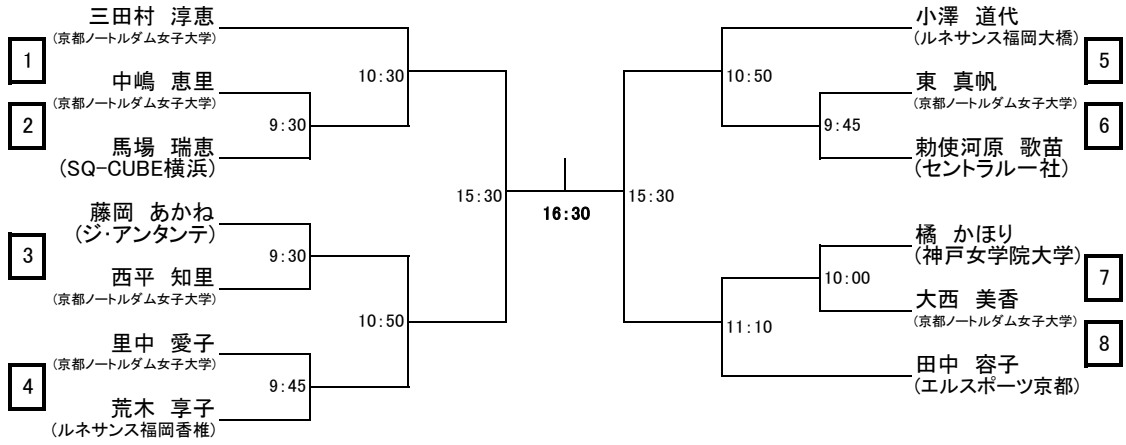 三田村 淳恵
(京都ノートルダム女子大学)
1
10:30
中嶋 恵里
(京都ノートルダム女子大学)
2
9:30
馬場 瑞恵
(SQ-CUBE横浜)
15:30
藤岡 あかね
(ジ・アンタンテ)
3
9:30
西平 知里
(京都ノートルダム女子大学)
10:50
里中 愛子
(京都ノートルダム女子大学)
4
9:45
荒木 享子
(ルネサンス福岡香椎)
16:30
小澤 道代
(ルネサンス福岡大橋)
5
10:50
東 真帆
(京都ノートルダム女子大学)
6
9:45
勅使河原 歌苗
(セントラル一社)
15:30
橘 かほり
(神戸女学院大学)
7
10:00
大西 美香
(京都ノートルダム女子大学)
11:10
8
田中 容子
(エルスポーツ京都)